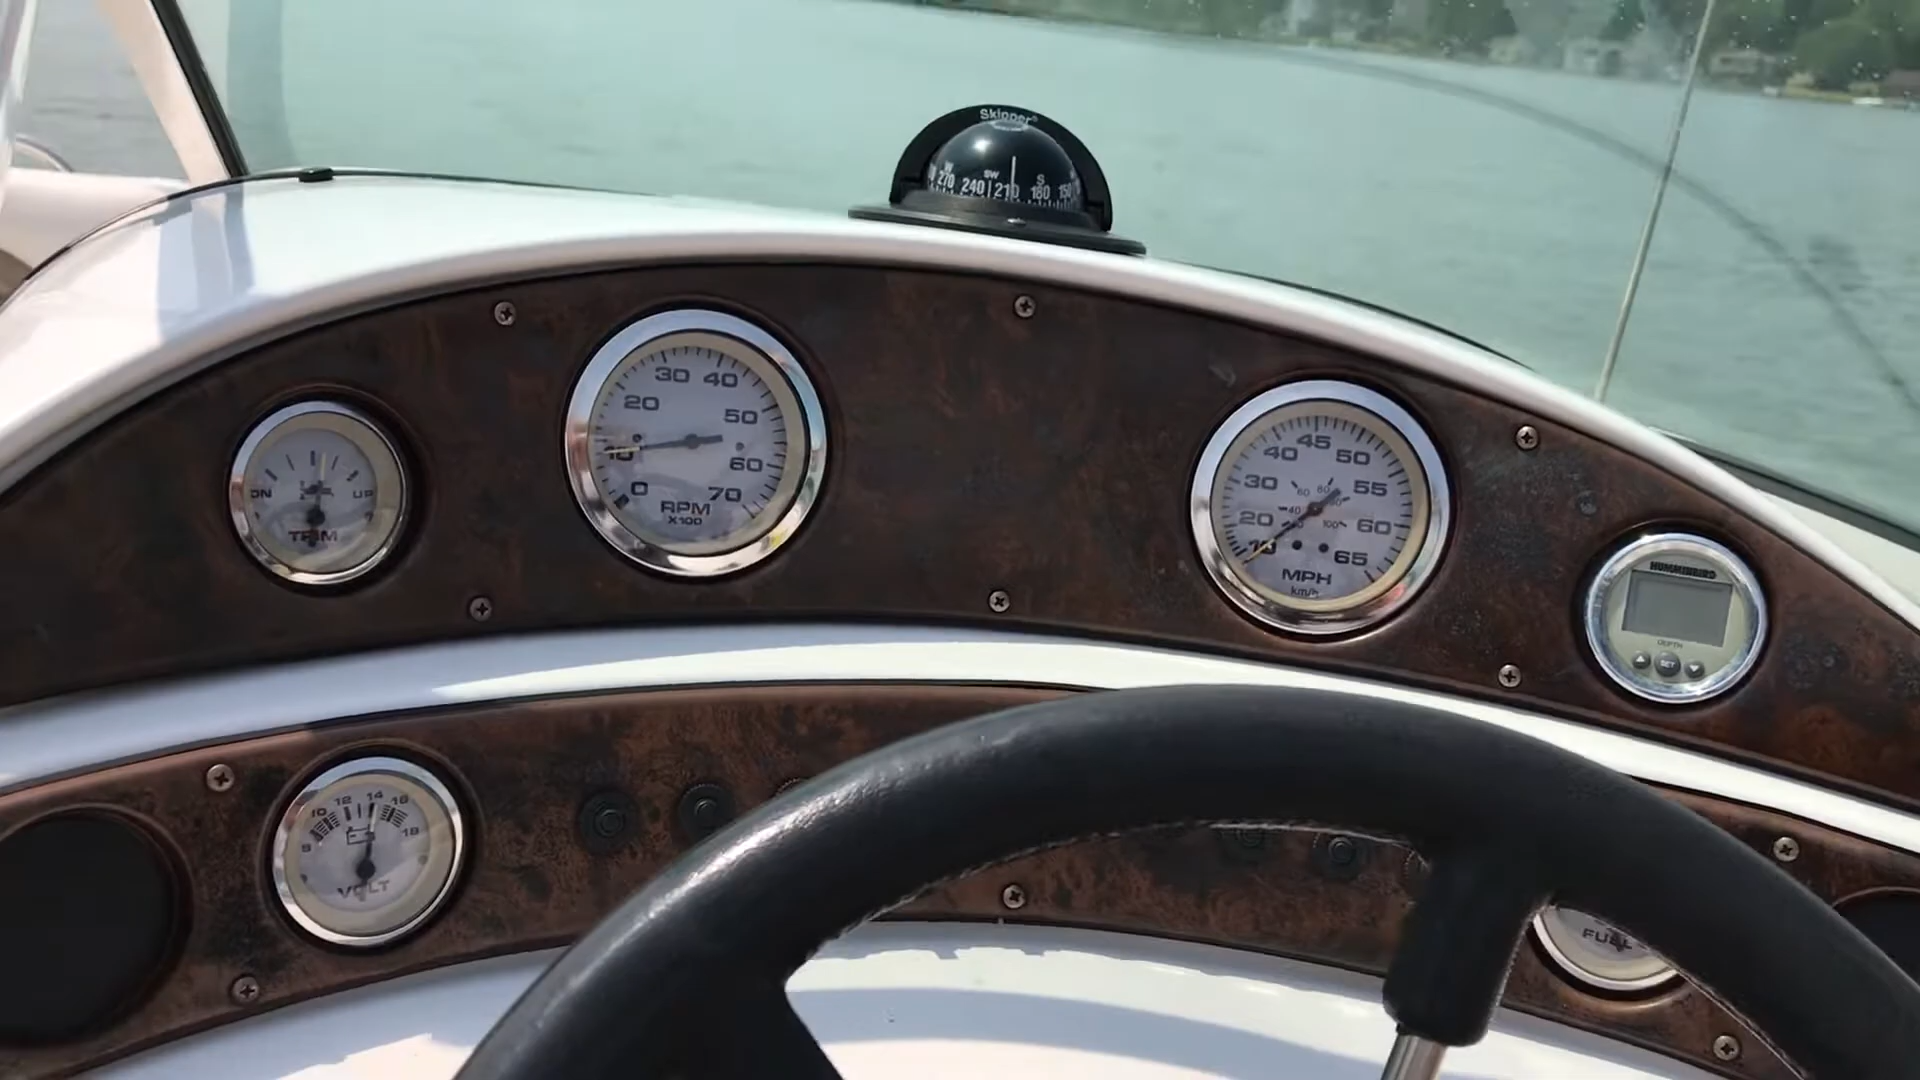 Skipper®
W SW S
270 240 210 180 150
DN UP
TRIM
0 10 20 30 40 50 60 70
RPM
X100
10 20 30 40 45 50 55 60 65
40 60 80 100
MPH
km/h
HUMMINBIRD
DEPTH
SET
10 12 14 16 18
VOLT
FUEL